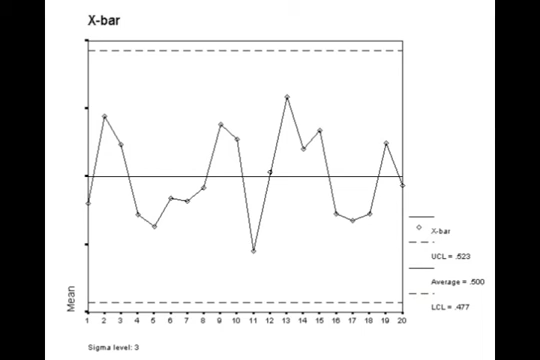 X-bar
X-bar
UCL = .523
Average = .500
LCL = .477
Mean
1 2 3 4 5 6 7 8 9 10 11 12 13 14 15 16 17 18 19 20
Sigma level: 3